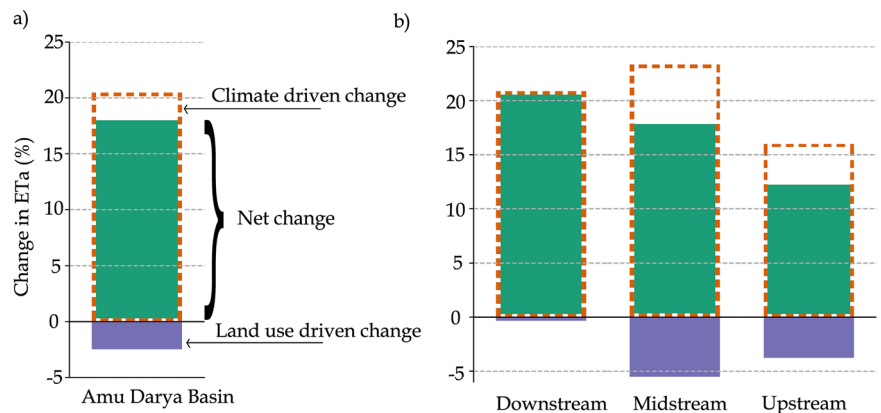 a)
25
20
15
10
5
0
-5
Change in ETa (%)
Climate driven change
Net change
Land use driven change
Amu Darya Basin
b)
25
20
15
10
5
0
-5
Downstream Midstream Upstream